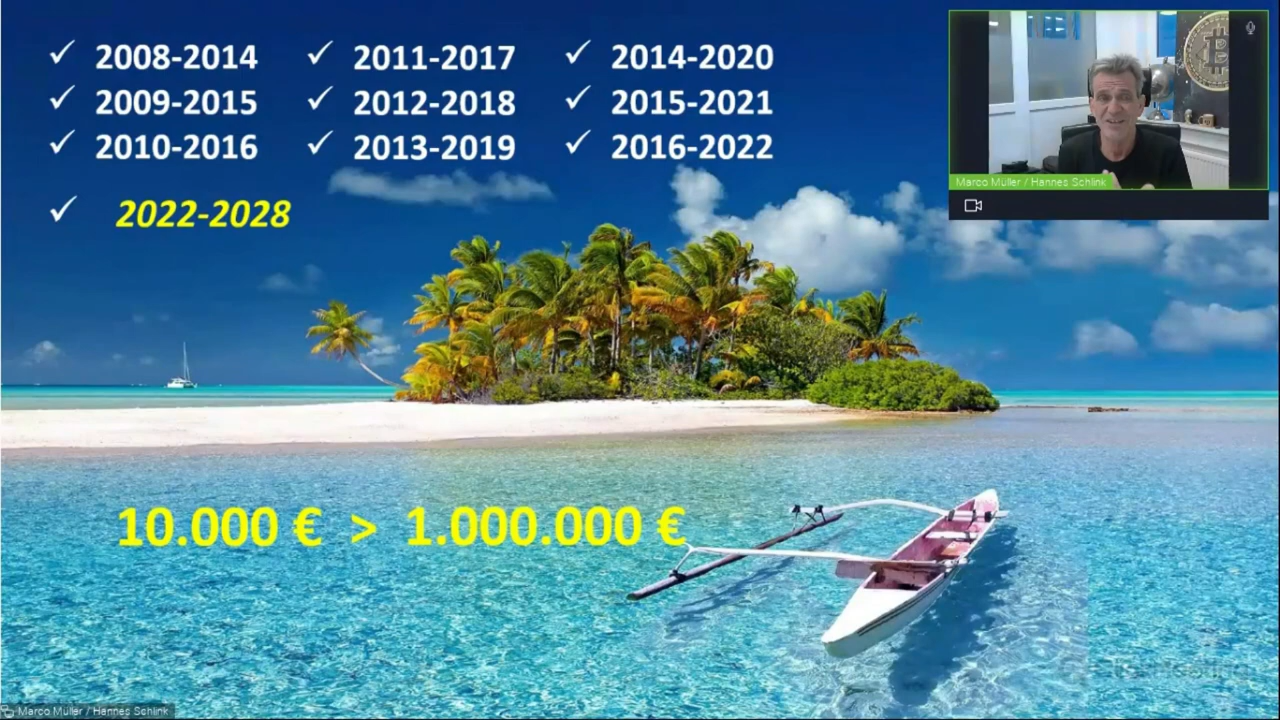 ✓ 2008-2014 ✓ 2011-2017 ✓ 2014-2020
✓ 2009-2015 ✓ 2012-2018 ✓ 2015-2021
✓ 2010-2016 ✓ 2013-2019 ✓ 2016-2022
✓ 2022-2028
Marco Müller / Hannes Schlink
10.000 € > 1.000.000 €
Marco Müller / Hannes Schlink